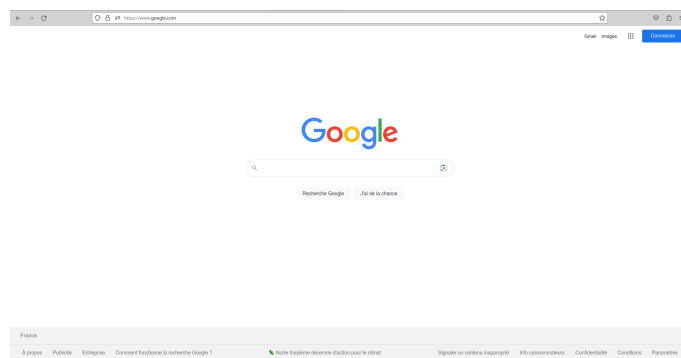 https://www.google.com
Gmail Images Connexion
Google
Recherche Google J'ai de la chance
France
À propos Publicité Entreprise Comment fonctionne la recherche Google ? Notre troisième décennie d'action pour le climat Signaler un contenu inapproprié Info consommateurs Confidentialité Conditions Paramètres